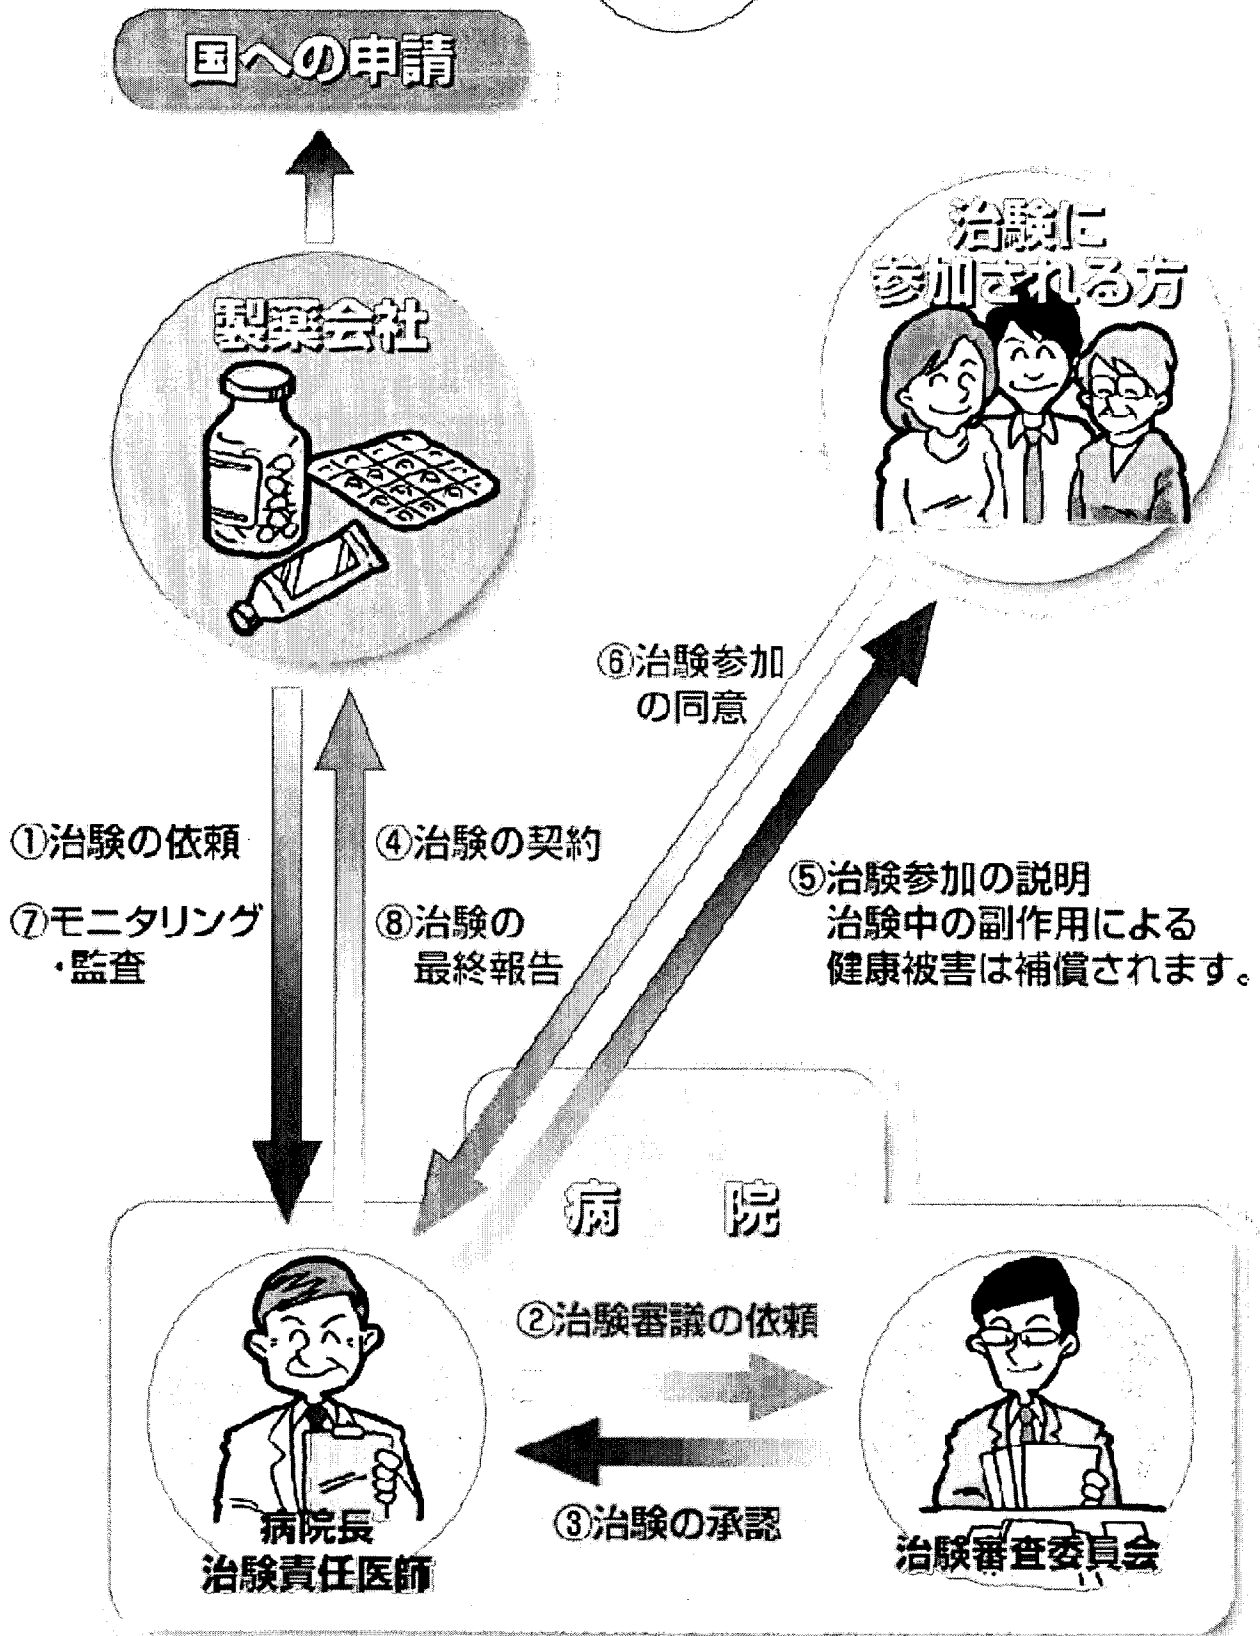 国への申請
製薬会社
治験に
参加される方
⑥治験参加
の同意
①治験の依頼
⑦モニタリング
・監査
④治験の契約
⑧治験の
最終報告
⑤治験参加の説明
治験中の副作用による
健康被害は補償されます。
病 院
②治験審議の依頼
③治験の承認
病院長
治験責任医師
治験審査委員会